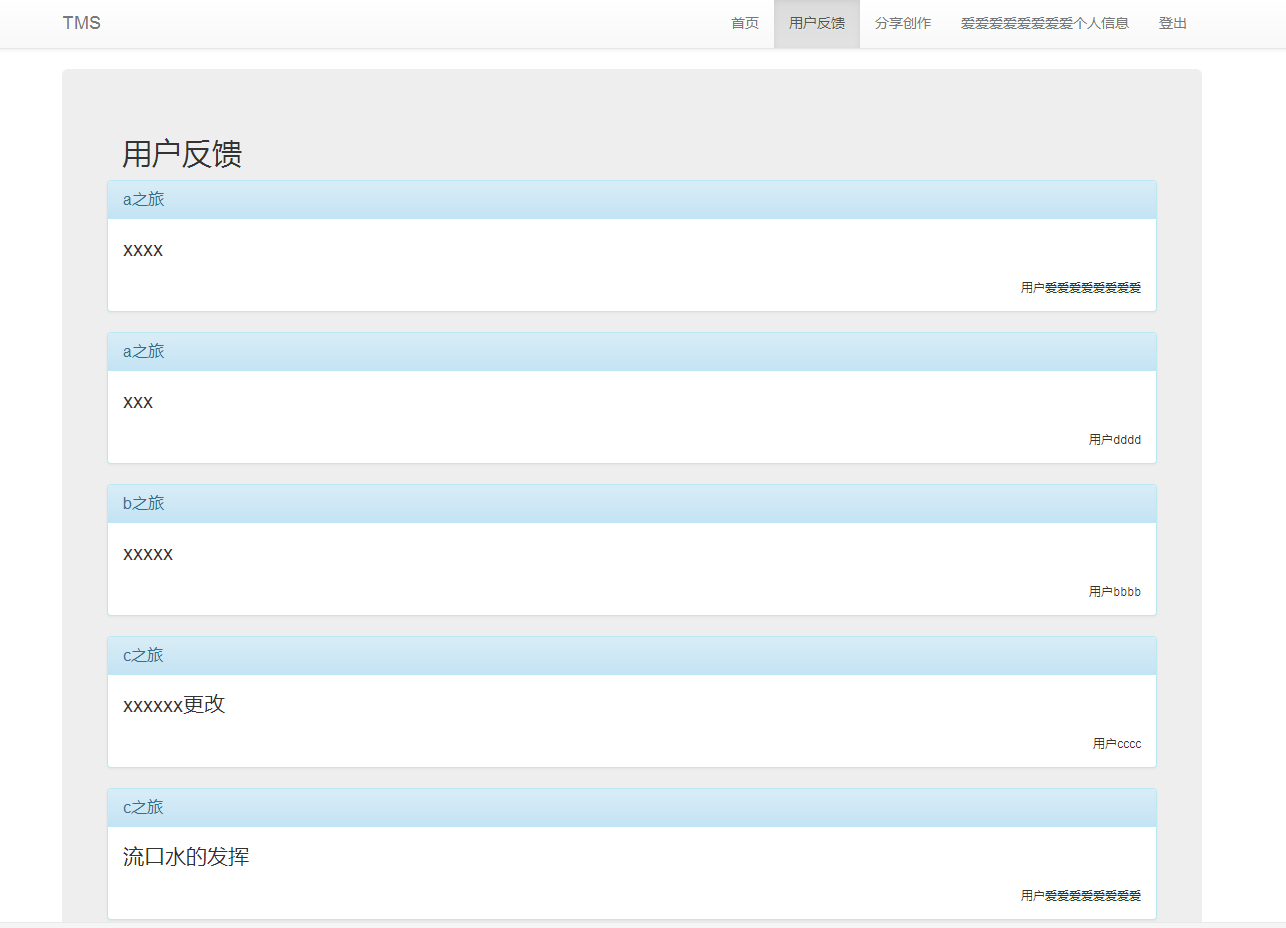 TMS 首页 用户反馈 分享创作 爱爱爱爱爱爱爱爱个人信息 登出
用户反馈
a之旅
xxxx
用户爱爱爱爱爱爱爱爱
a之旅
xxx
用户dddd
b之旅
xxxxx
用户bbbb
c之旅
xxxxxx更改
用户cccc
c之旅
流口水的发挥
用户爱爱爱爱爱爱爱爱